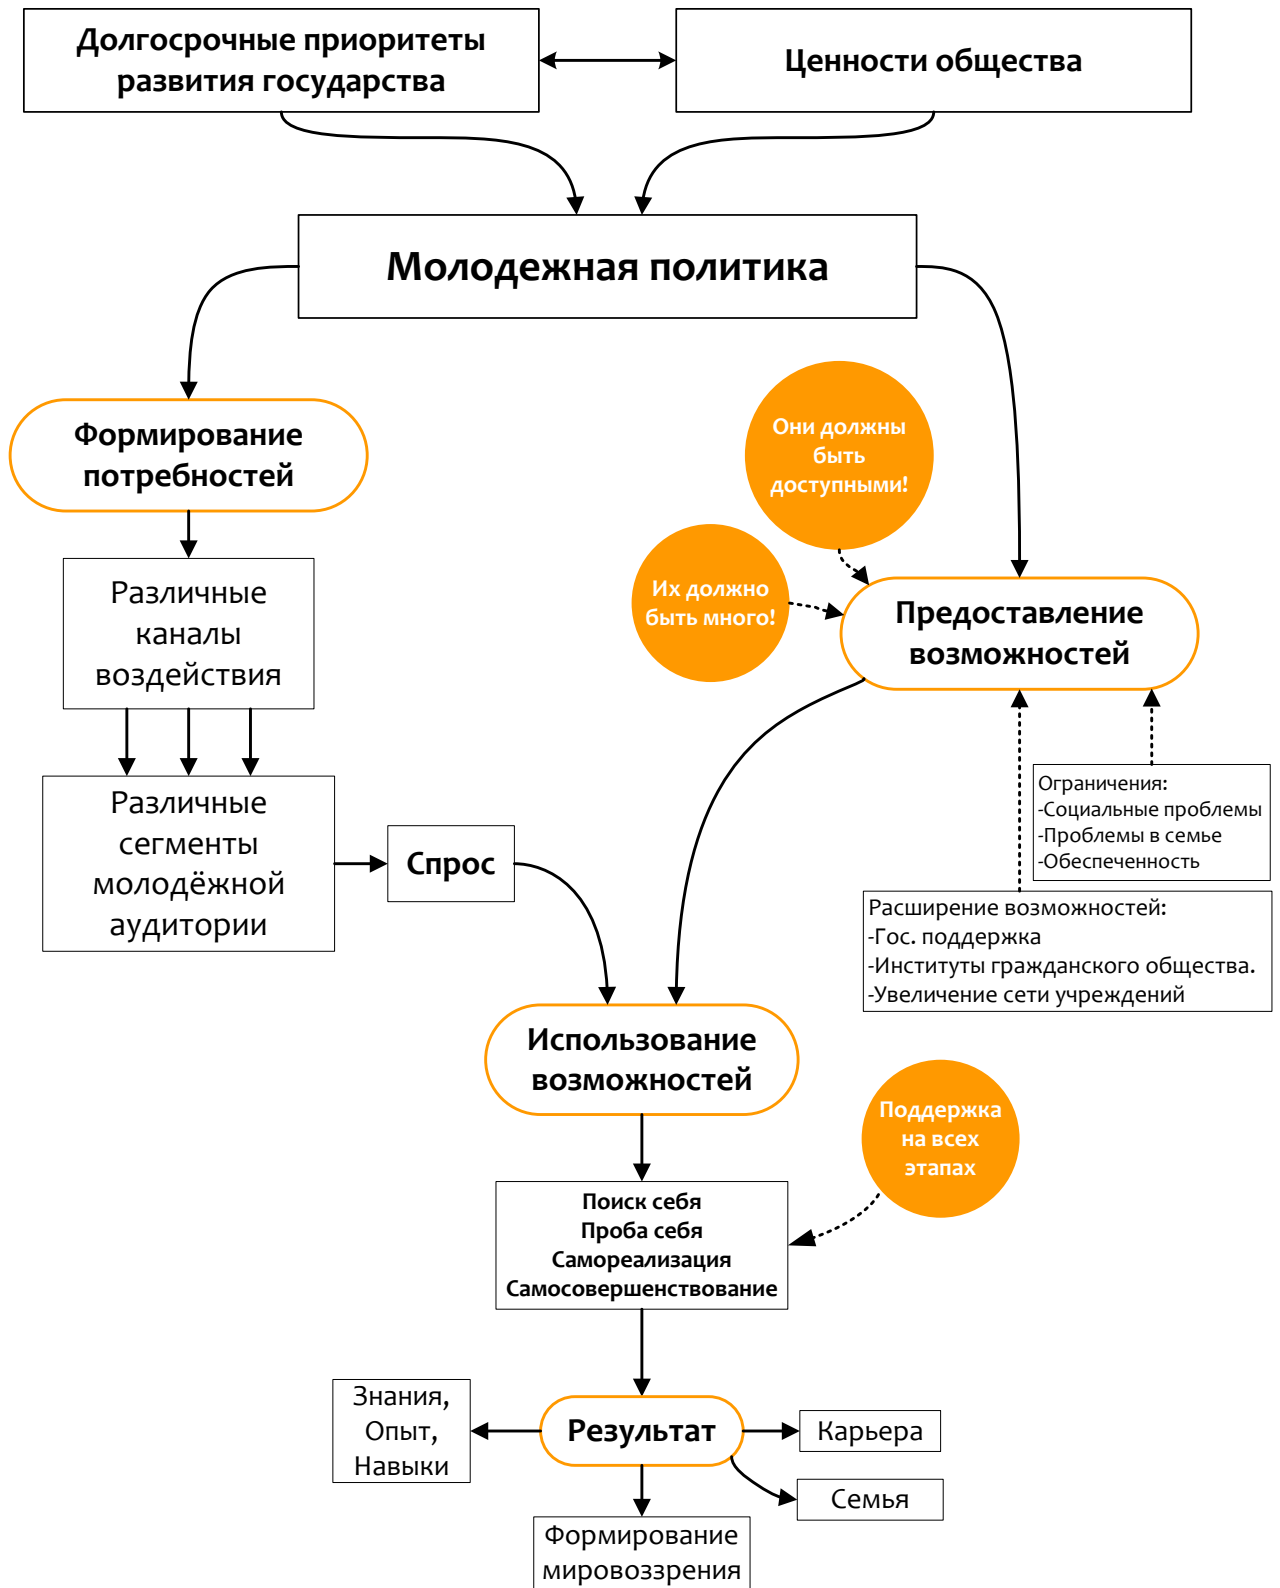 Долгосрочные приоритеты
развития государства
Ценности общества
Молодежная политика
Формирование
потребностей
Они должны
быть
доступными!
Их должно
быть много!
Предоставление
возможностей
Различные
каналы
воздействия
Различные
сегменты
молодёжной
аудитории
Спрос
Ограничения:
-Социальные проблемы
-Проблемы в семье
-Обеспеченность
Расширение возможностей:
-Гос. поддержка
-Институты гражданского общества.
-Увеличение сети учреждений
Использование
возможностей
Поддержка
на всех
этапах
Поиск себя
Проба себя
Самореализация
Самосовершенствование
Знания,
Опыт,
Навыки
Результат
Карьера
Семья
Формирование
мировоззрения